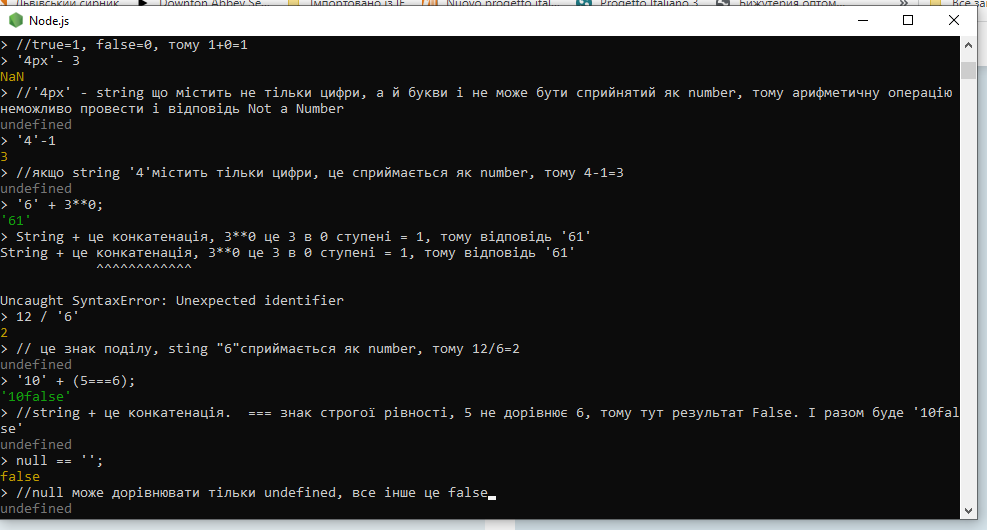 Львівський сирник
Downton Abbey Se...
Імпортовано із IE
Nuovo progetto ital...
Progetto Italiano 3
Бижутерия оптом...
»
Node.js
> //true=1, false=0, тому 1+0=1
> '4px'- 3
NaN
> //'4px' - string що містить не тільки цифри, а й букви і не може бути сприйнятий як number, тому арифметичну операцію
неможливо провести і відповідь Not a Number
undefined
> '4'-1
3
> //якщо string '4'містить тільки цифри, це сприймається як number, тому 4-1=3
undefined
> '6' + 3**0;
'61'
> String + це конкатенація, 3**0 це 3 в 0 ступені = 1, тому відповідь '61'
String + це конкатенація, 3**0 це 3 в 0 ступені = 1, тому відповідь '61'
^^^^^^^^^^^^
Uncaught SyntaxError: Unexpected identifier
> 12 / '6'
2
> // це знак поділу, sting "6"сприймається як number, тому 12/6=2
undefined
> '10' + (5===6);
'10false'
> //string + це конкатенація.  === знак строгої рівності, 5 не дорівнює 6, тому тут результат False. І разом буде '10fal
se'
undefined
> null == '';
false
> //null може дорівнювати тільки undefined, все інше це false
undefined